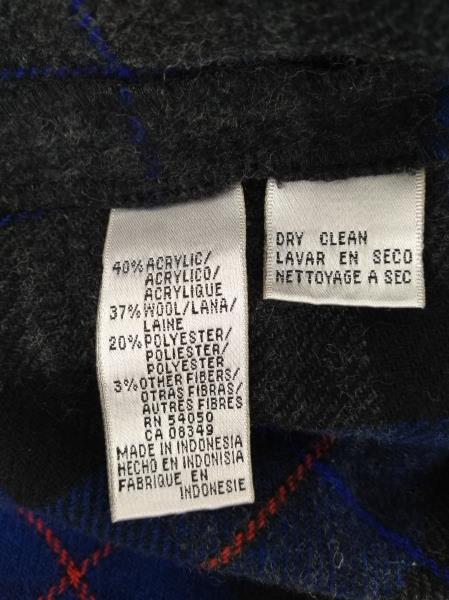 40% ACRYLIC/
ACRYLICO/
ACRYLIQUE
37% WOOL/LANA/
LAINE
20% POLYESTER/
POLIESTER/
POLYESTER
3% OTHER FIBERS/
OTRAS FIBRAS/
AUTRES FIBRES
RN 54050
CA 08349
MADE IN INDONESIA
HECHO EN INDONISIA
FABRIQUE EN
INDONESIE
DRY CLEAN
LAVAR EN SECO
NETTOYAGE A SEC